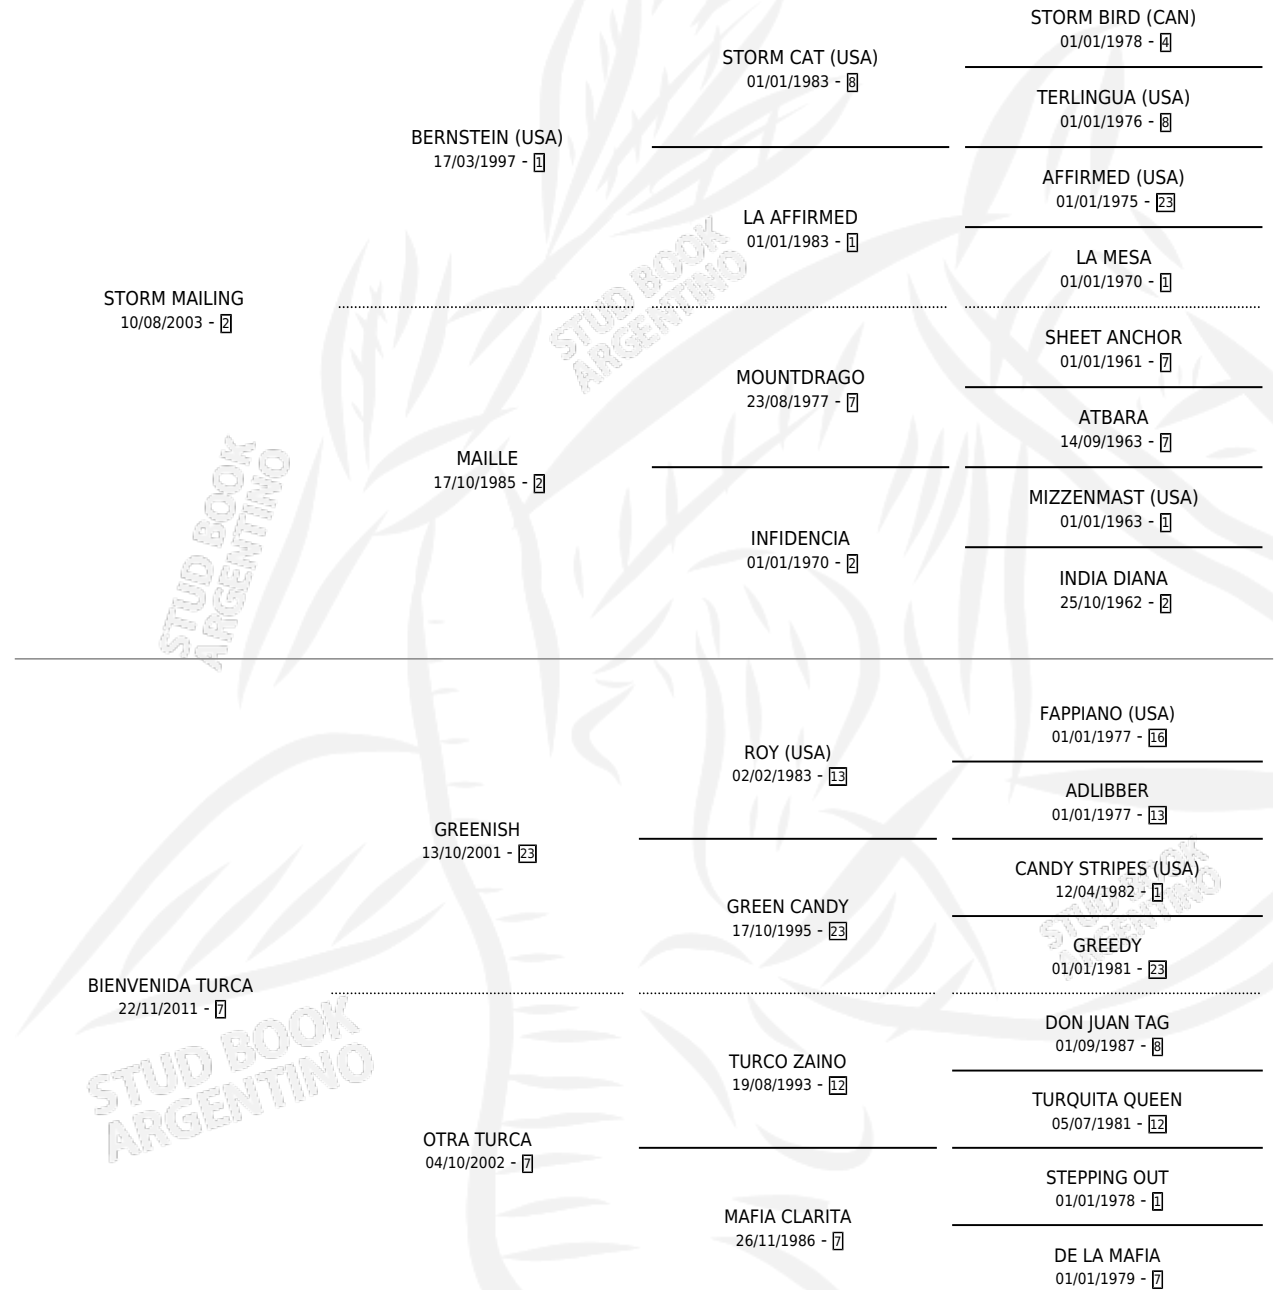 STORM BIRD (CAN)
01/01/1978 - 4
STORM CAT (USA)
01/01/1983 - 8
TERLINGUA (USA)
01/01/1976 - 8
BERNSTEIN (USA)
17/03/1997 - 1
AFFIRMED (USA)
01/01/1975 - 23
LA AFFIRMED
01/01/1983 - 1
LA MESA
01/01/1970 - 1
STORM MAILING
10/08/2003 - 2
SHEET ANCHOR
01/01/1961 - 7
MOUNTDRAGO
23/08/1977 - 7
ATBARA
14/09/1963 - 7
MAILLE
17/10/1985 - 2
MIZZENMAST (USA)
01/01/1963 - 1
INFIDENCIA
01/01/1970 - 2
INDIA DIANA
25/10/1962 - 2
FAPPIANO (USA)
01/01/1977 - 16
ROY (USA)
02/02/1983 - 13
ADLIBBER
01/01/1977 - 13
GREENISH
13/10/2001 - 23
CANDY STRIPES (USA)
12/04/1982 - 1
GREEN CANDY
17/10/1995 - 23
GREEDY
01/01/1981 - 23
BIENVENIDA TURCA
22/11/2011 - 7
DON JUAN TAG
01/09/1987 - 8
TURCO ZAINO
19/08/1993 - 12
TURQUITA QUEEN
05/07/1981 - 12
OTRA TURCA
04/10/2002 - 7
STEPPING OUT
01/01/1978 - 1
MAFIA CLARITA
26/11/1986 - 7
DE LA MAFIA
01/01/1979 - 7
STUD BOOK
ARGENTINO
STUD BOOK
ARGENTINO
STUD BOOK
ARGENTINO
STUD BOOK
ARGENTINO